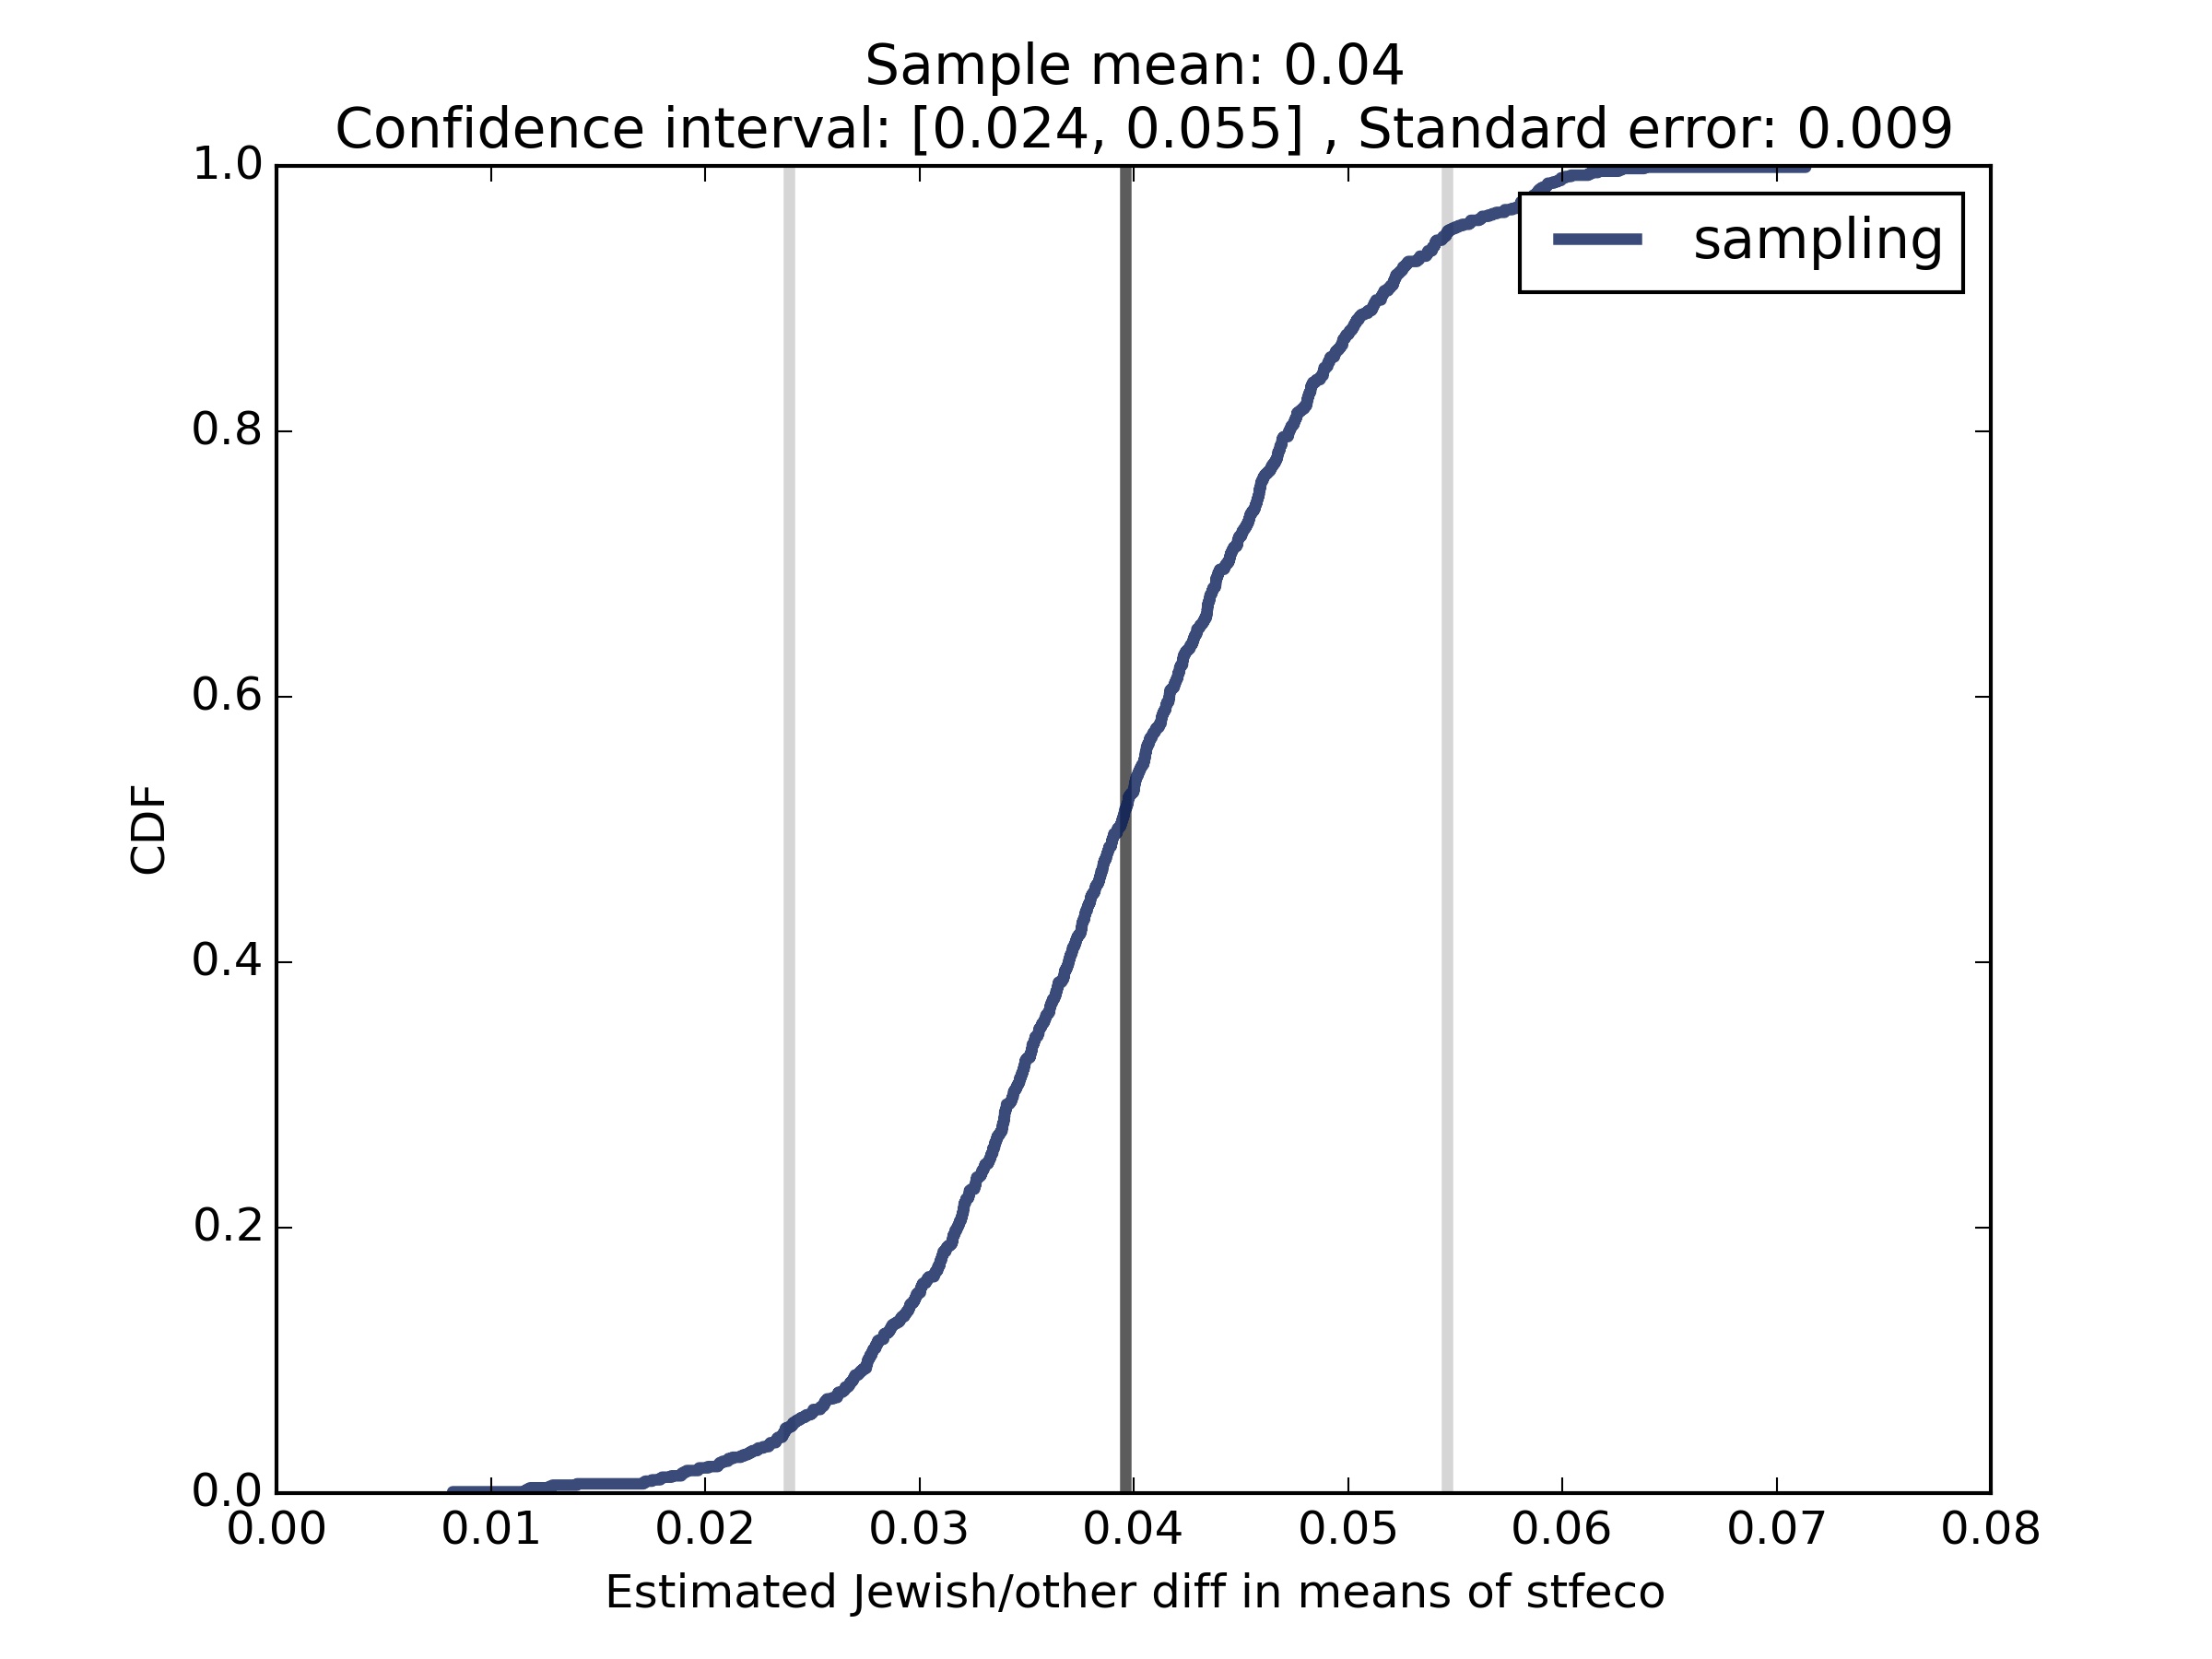 Sample mean: 0.04
Confidence interval: [0.024, 0.055] , Standard error: 0.009
1.0
sampling
0.8
0.6
CDF
0.4
0.2
0.0
0.00 0.01 0.02 0.03 0.04 0.05 0.06 0.07 0.08
Estimated Jewish/other diff in means of stfeco